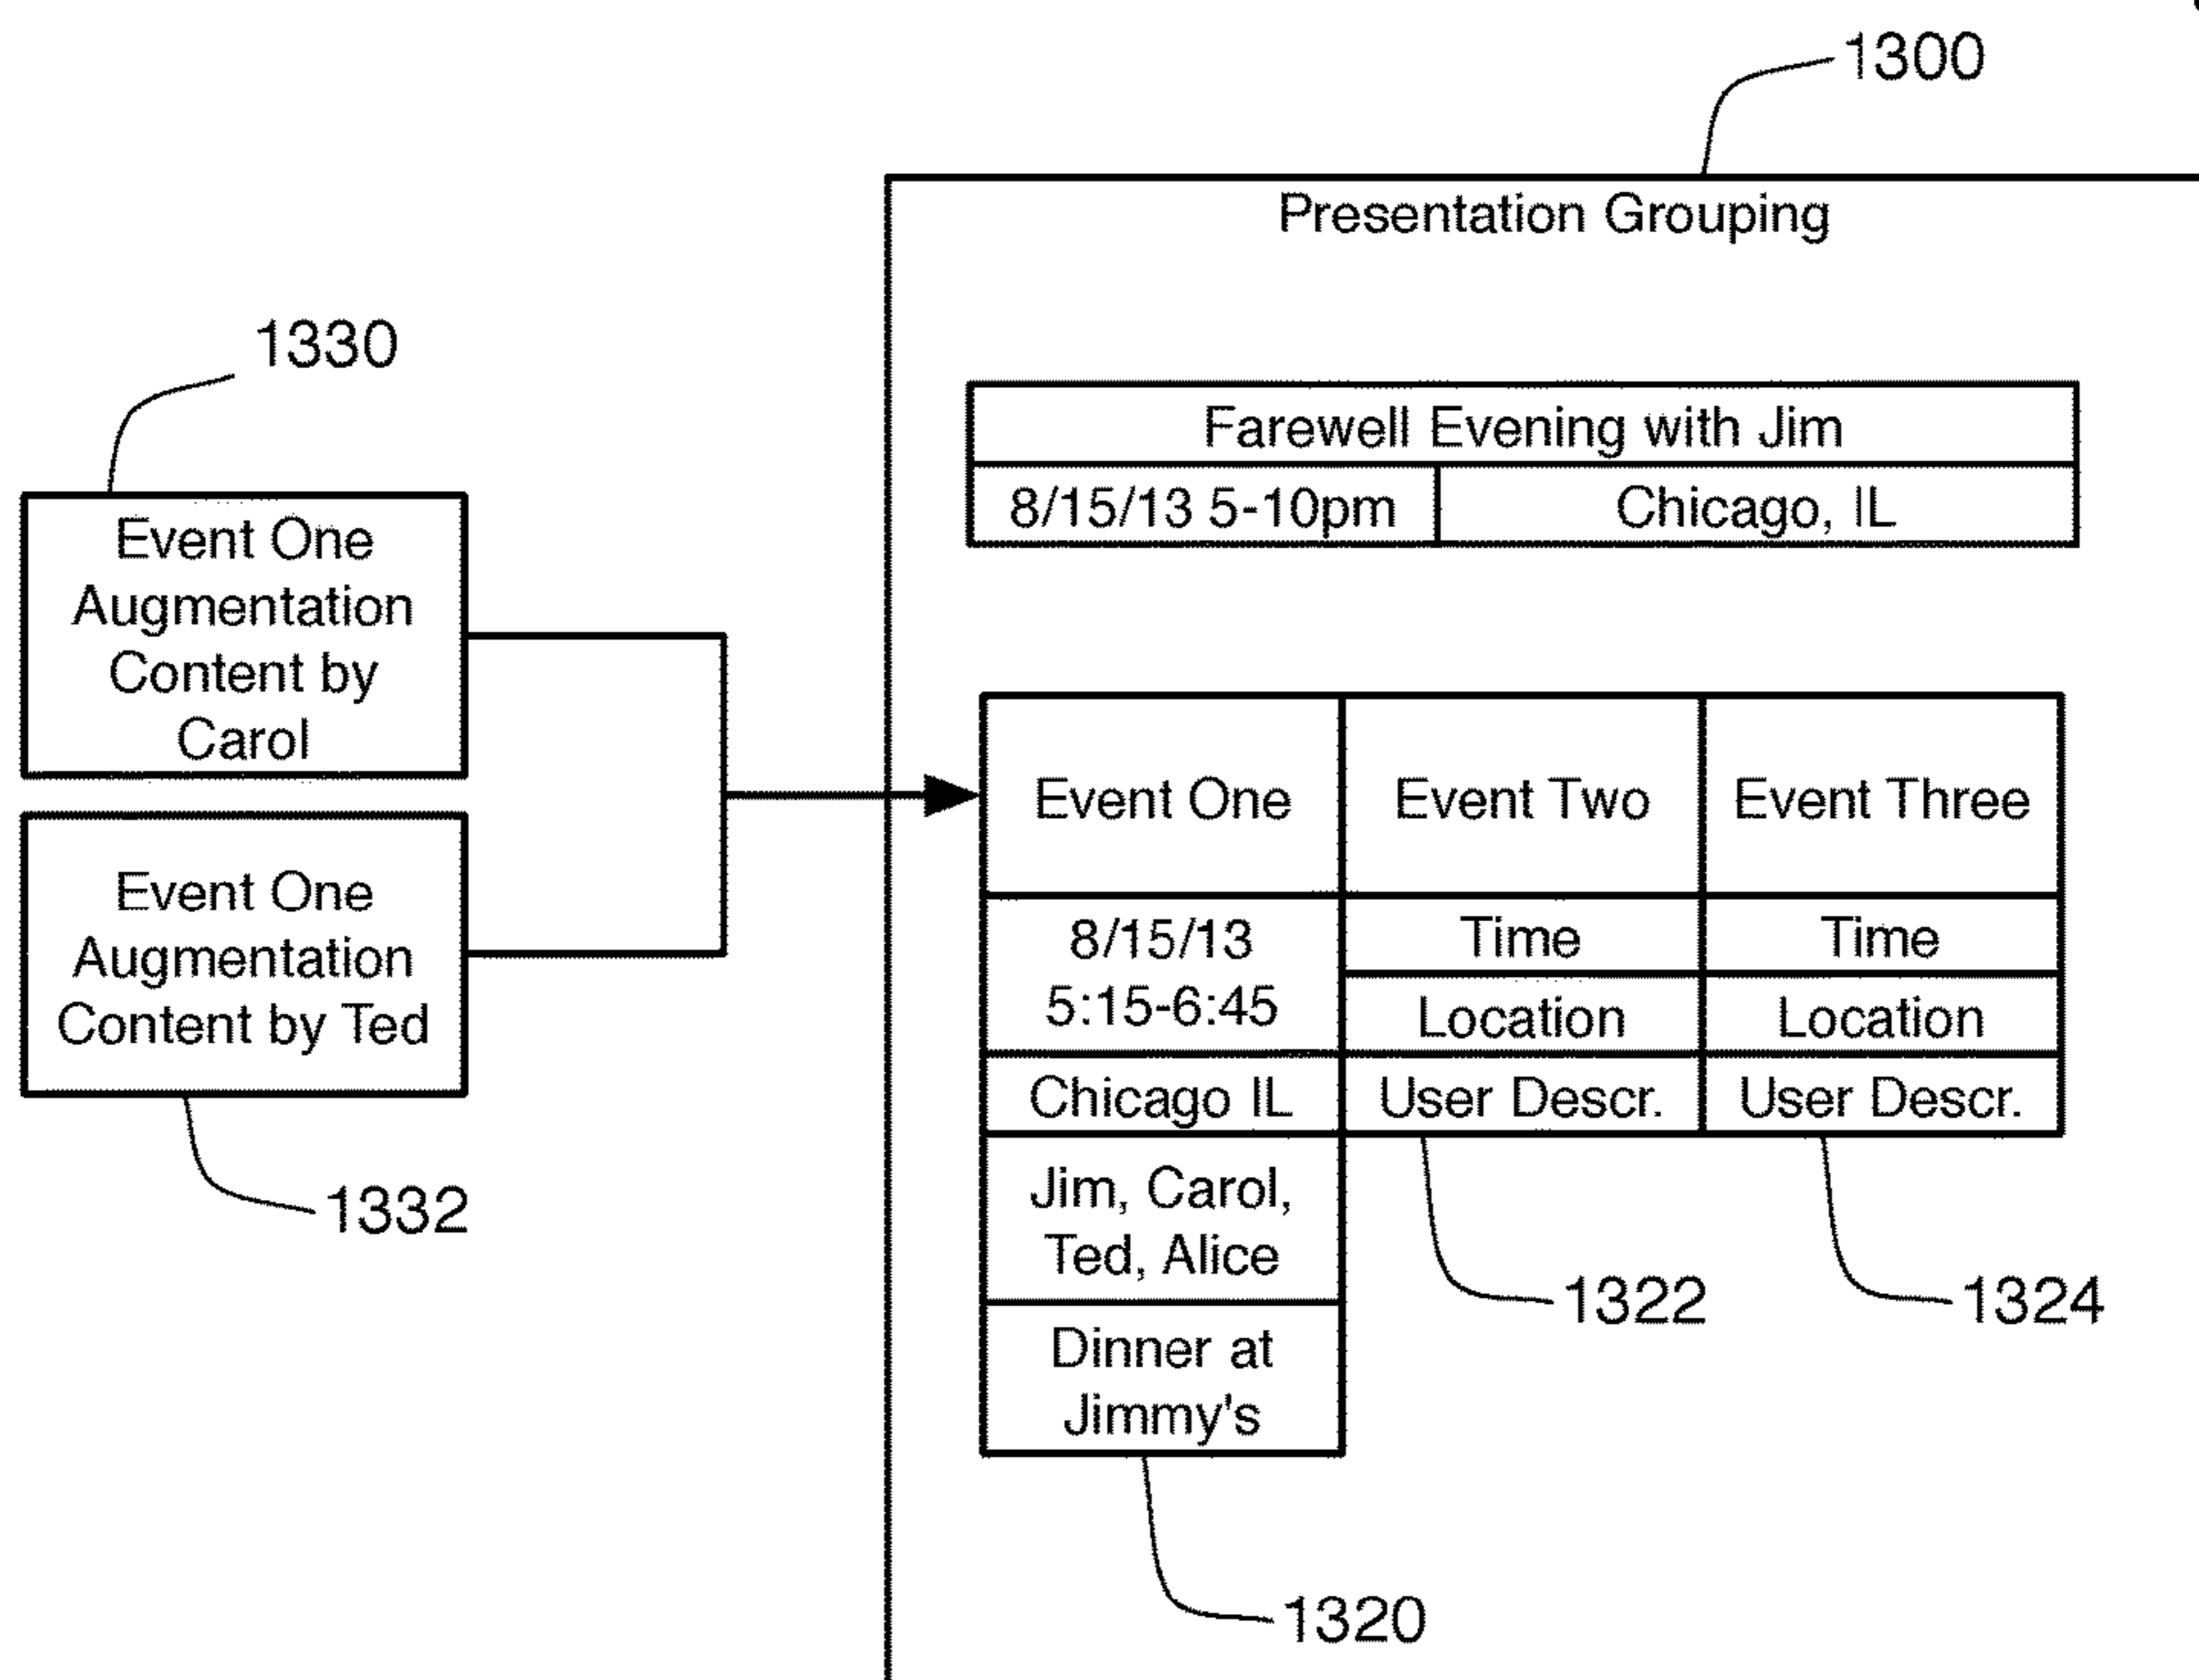 1300
Presentation Grouping
1330
Farewell Evening with Jim
8/15/13 5-10pm
Chicago, IL
Event One
Augmentation
Content by
Carol
Event One
Augmentation
Content by Ted
1332
Event One
Event Two
Event Three
8/15/13
5:15-6:45
Time
Time
Location
Location
Chicago IL
User Descr.
User Descr.
Jim, Carol,
Ted, Alice
Dinner at
Jimmy's
1322
1324
1320